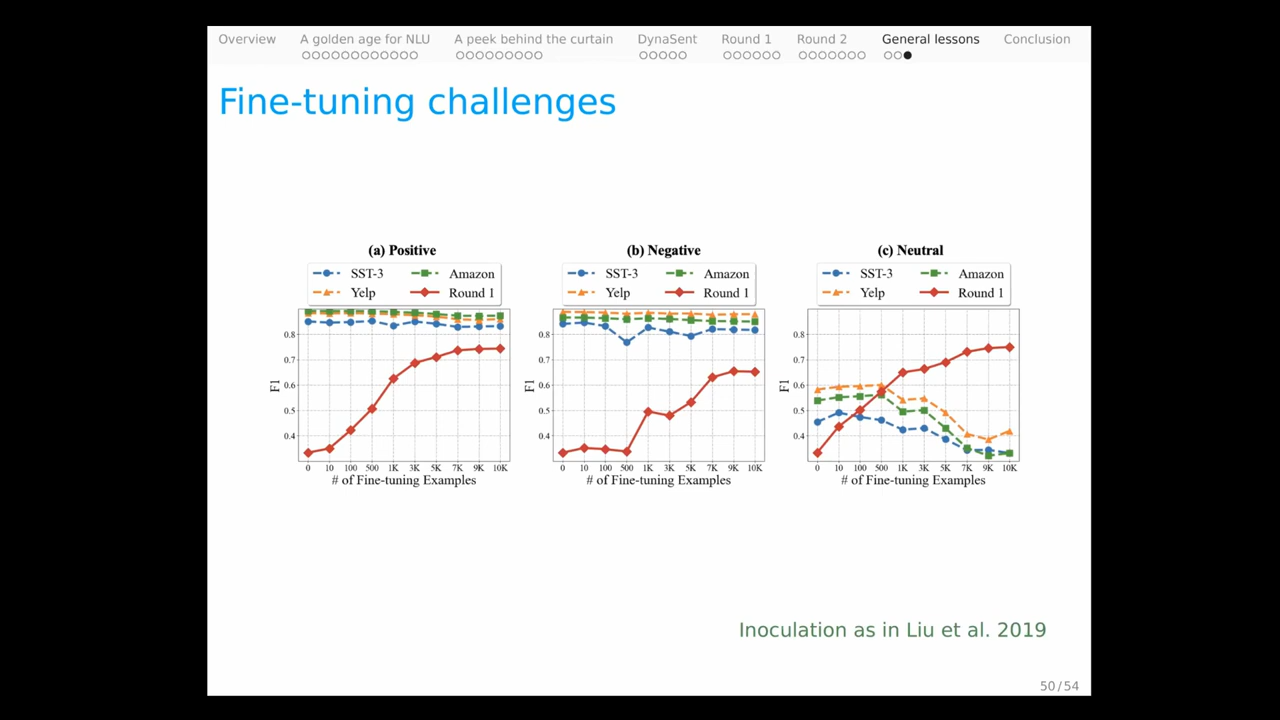 Overview A golden age for NLU A peek behind the curtain DynaSent Round 1 Round 2 General lessons Conclusion
Fine-tuning challenges
(a) Positive
SST-3 Amazon
Yelp Round 1
0.8
0.7
0.6
0.5
0.4
F1
0 10 100 500 1K 3K 5K 7K 9K 10K
# of Fine-tuning Examples
(b) Negative
SST-3 Amazon
Yelp Round 1
0.8
0.7
0.6
0.5
0.4
F1
0 10 100 500 1K 3K 5K 7K 9K 10K
# of Fine-tuning Examples
(c) Neutral
SST-3 Amazon
Yelp Round 1
0.8
0.7
0.6
0.5
0.4
F1
0 10 100 500 1K 3K 5K 7K 9K 10K
# of Fine-tuning Examples
Inoculation as in Liu et al. 2019
50 / 54